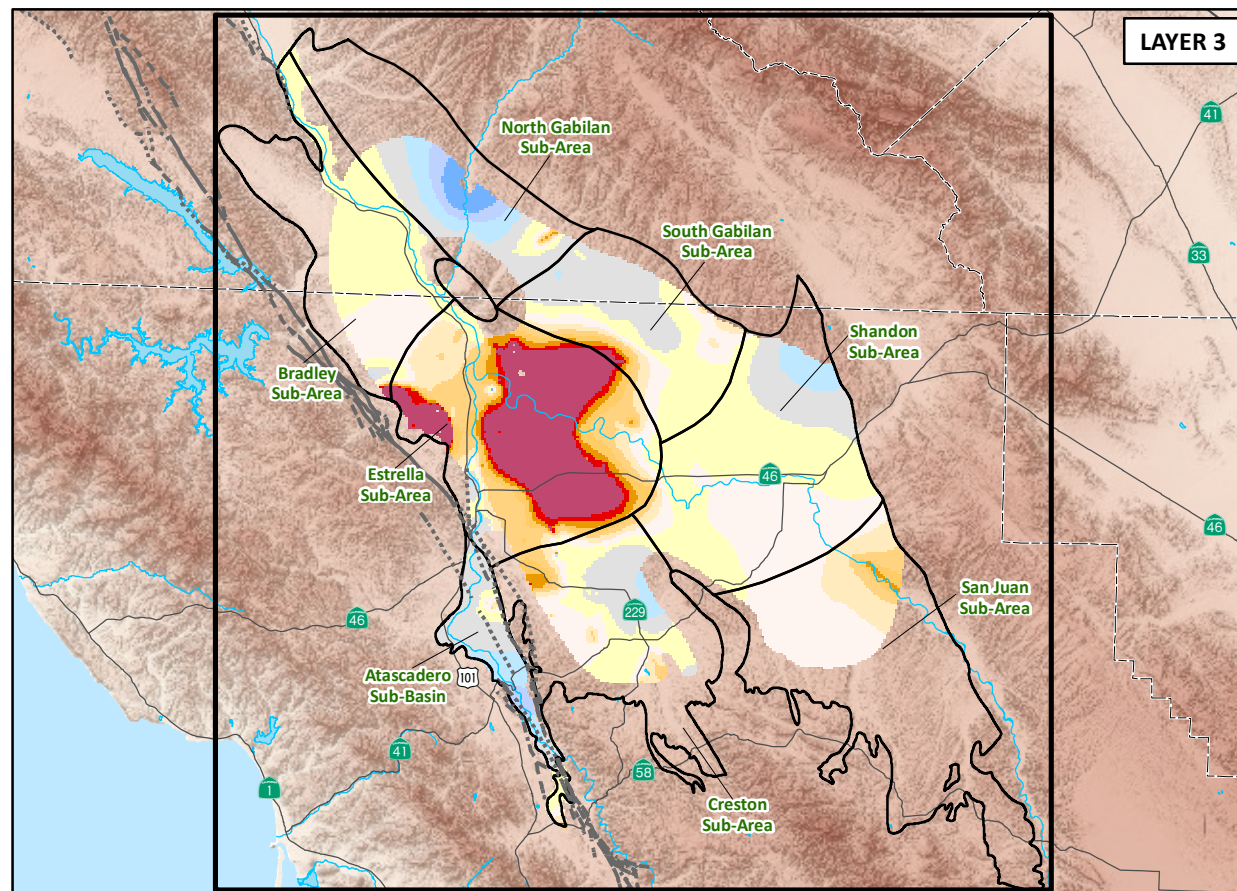 LAYER 3
41
North Gabilan
Sub-Area
South Gabilan
Sub-Area
33
Shandon
Sub-Area
Bradley
Sub-Area
Estrella
Sub-Area
46
46
San Juan
Sub-Area
46
229
Atascadero
Sub-Basin
101
41
58
1
Creston
Sub-Area